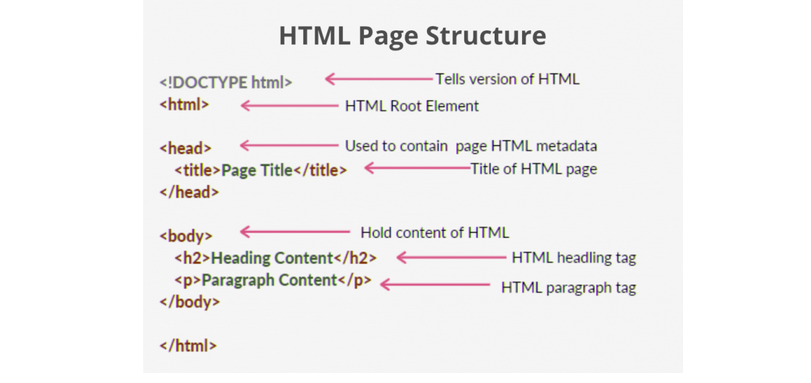 HTML Page Structure
<!DOCTYPE html> Tells version of HTML
<html> HTML Root Element
<head> Used to contain page HTML metadata
<title>Page Title</title> Title of HTML page
</head>
<body> Hold content of HTML
<h2>Heading Content</h2> HTML headling tag
<p>Paragraph Content</p> HTML paragraph tag
</body>
</html>